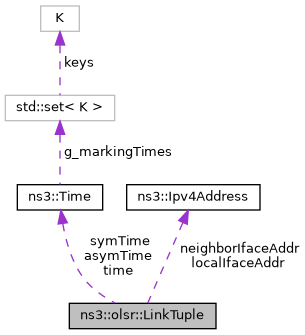 K
keys
std::set< K >
g_markingTimes
ns3::Time
ns3::Ipv4Address
symTime
asymTime
time
neighborIfaceAddr
localIfaceAddr
ns3::olsr::LinkTuple